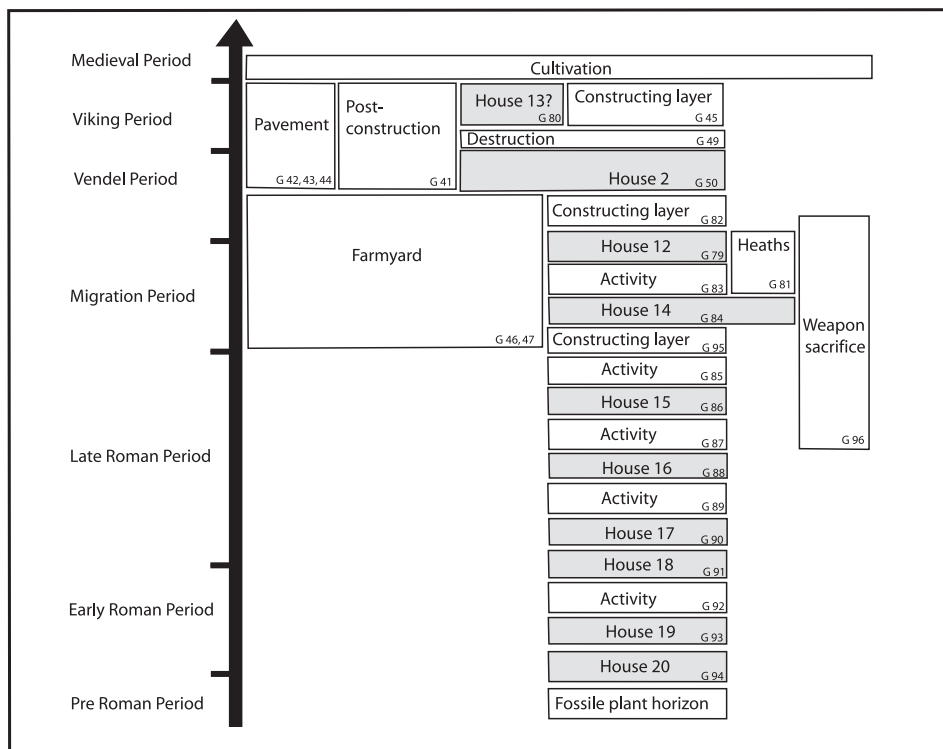 Medieval Period
Cultivation
Viking Period
Pavement
G 42, 43, 44
Post-
construction
G 41
House 13?
G 80
Constructing layer
G 45
Destruction
G 49
Vendel Period
House 2
G 50
Farmyard
G 46, 47
Constructing layer
G 82
House 12
G 79
Heaths
G 81
Migration Period
Activity
G 83
House 14
G 84
Weapon
sacrifice
G 96
Constructing layer
G 95
Activity
G 85
House 15
G 86
Late Roman Period
Activity
G 87
House 16
G 88
Activity
G 89
House 17
G 90
House 18
G 91
Early Roman Period
Activity
G 92
House 19
G 93
House 20
G 94
Pre Roman Period
Fossile plant horizon